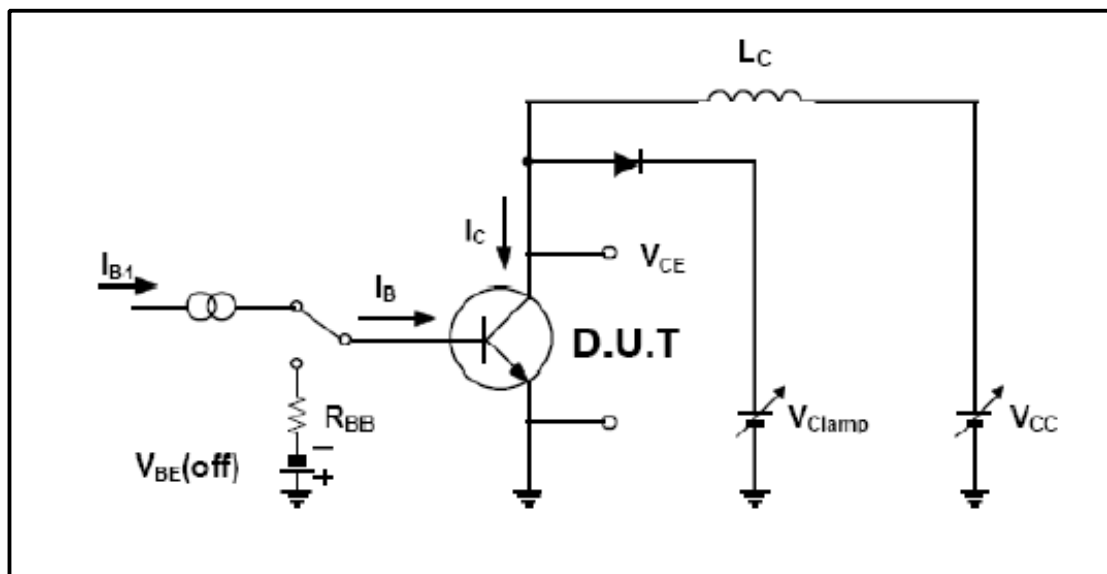 L_C
I_C
V_CE
I_B1
I_B
D.U.T
R_BB
V_Clamp
V_CC
−
V_BE(off)
+